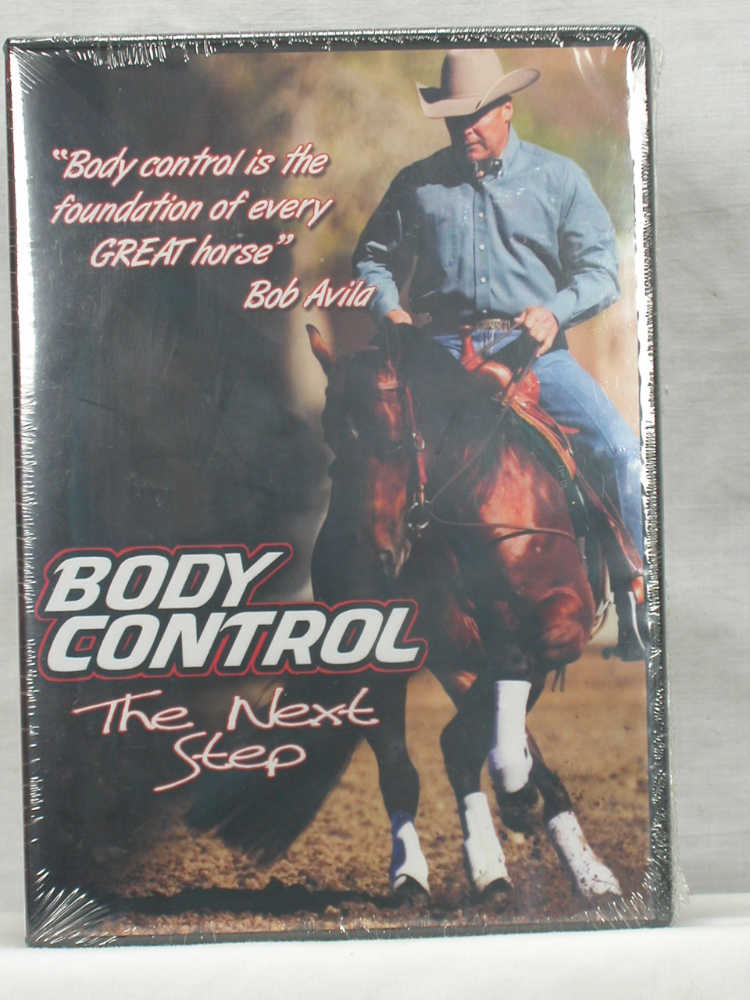 “Body control is the
foundation of every
GREAT horse”
Bob Avila
BODY
CONTROL
The Next
Step